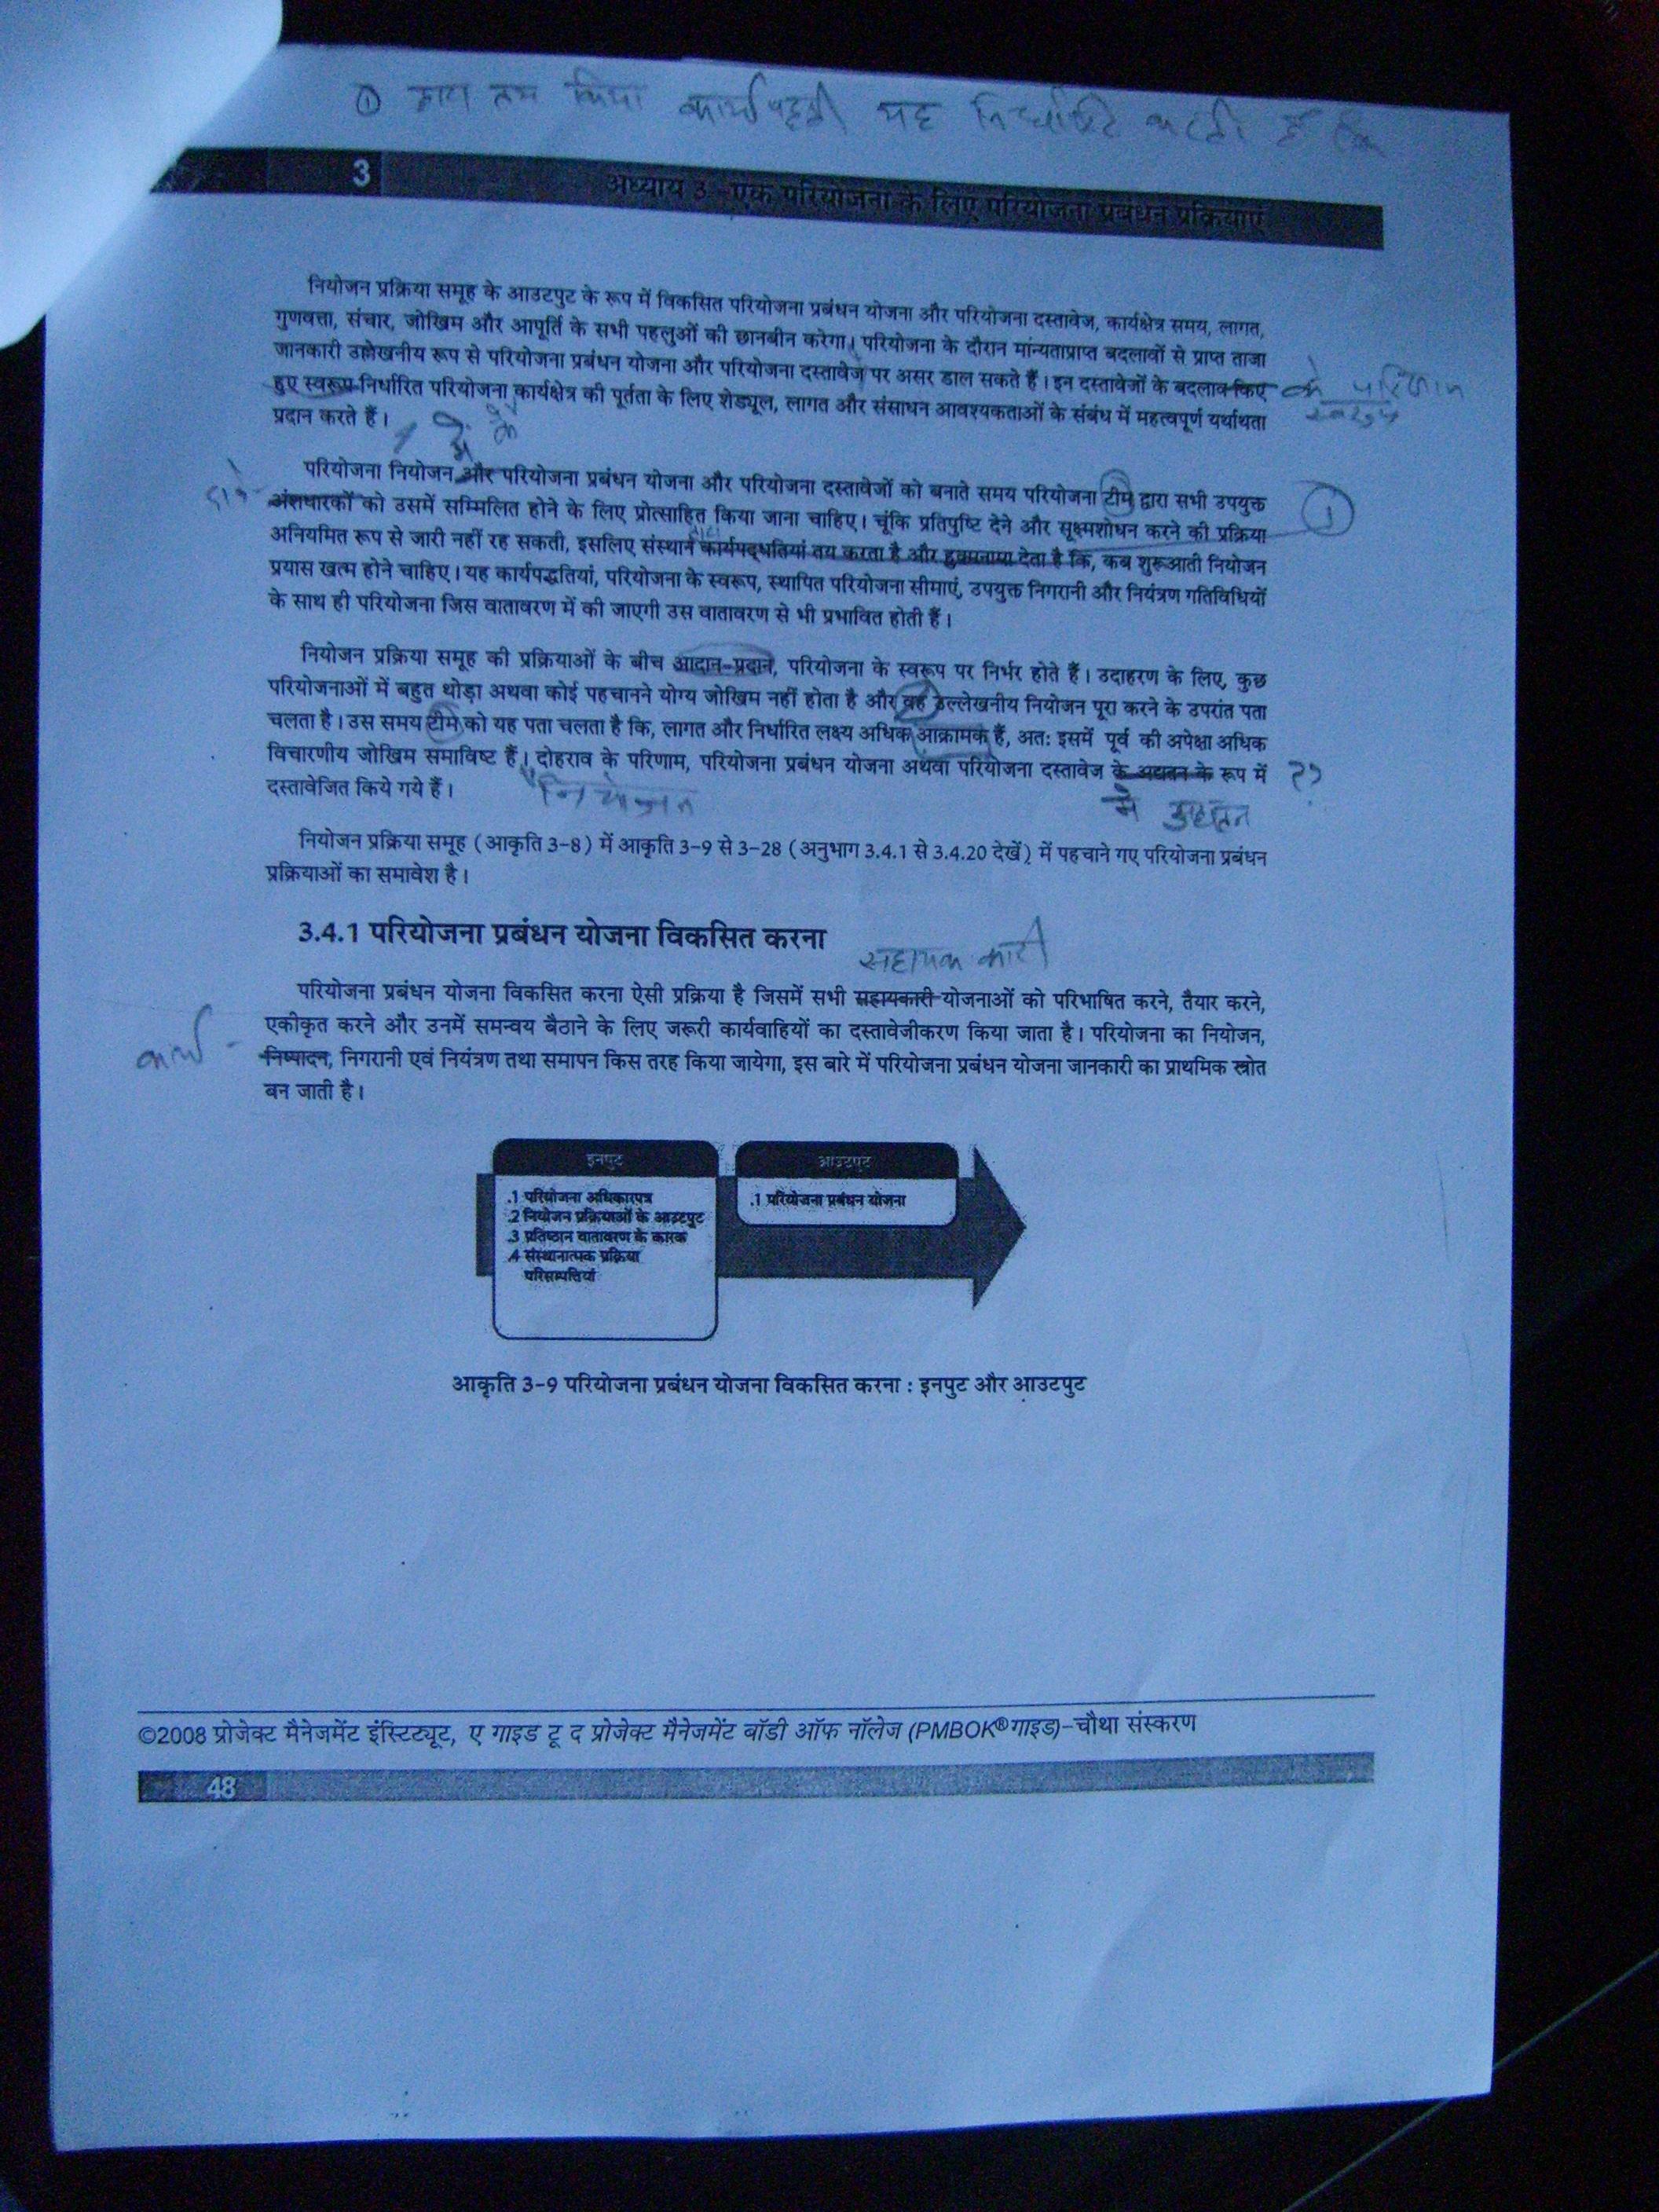 ① द्वारा तय किया कार्यपद्धती यह निर्धारित करती है कि
3 अध्याय 3 -एक परियोजना के लिए परियोजना प्रबंधन प्रक्रियाएं
नियोजन प्रक्रिया समूह के आउटपुट के रूप में विकसित परियोजना प्रबंधन योजना और परियोजना दस्तावेज, कार्यक्षेत्र समय, लागत,
गुणवत्ता, संचार, जोखिम और आपूर्ति के सभी पहलुओं की छानबीन करेगा। परियोजना के दौरान मान्यताप्राप्त बदलावों से प्राप्त ताजा
जानकारी उल्लेखनीय रूप से परियोजना प्रबंधन योजना और परियोजना दस्तावेज पर असर डाल सकते हैं। इन दस्तावेजों के बदलाव किए
के परिणाम
स्वरूप
हुए स्वरूप निर्धारित परियोजना कार्यक्षेत्र की पूर्तता के लिए शेड्यूल, लागत और संसाधन आवश्यकताओं के संबंध में महत्वपूर्ण यर्थाथता
प्रदान करते हैं।
में के
परियोजना नियोजन और परियोजना प्रबंधन योजना और परियोजना दस्तावेजों को बनाते समय परियोजना टीम द्वारा सभी उपयुक्त
अंशधारकों को उसमें सम्मिलित होने के लिए प्रोत्साहित किया जाना चाहिए। चूंकि प्रतिपुष्टि देने और सूक्ष्मशोधन करने की प्रक्रिया
①
अनियमित रूप से जारी नहीं रह सकती, इसलिए संस्थान कार्यपद्धतियां तय करता है और हुक्मनामा देता है कि, कब शुरूआती नियोजन
प्रयास खत्म होने चाहिए। यह कार्यपद्धतियां, परियोजना के स्वरूप, स्थापित परियोजना सीमाएं, उपयुक्त निगरानी और नियंत्रण गतिविधियों
के साथ ही परियोजना जिस वातावरण में की जाएगी उस वातावरण से भी प्रभावित होती हैं।
नियोजन प्रक्रिया समूह की प्रक्रियाओं के बीच आदान-प्रदान, परियोजना के स्वरूप पर निर्भर होते हैं। उदाहरण के लिए, कुछ
परियोजनाओं में बहुत थोड़ा अथवा कोई पहचानने योग्य जोखिम नहीं होता है और वह उल्लेखनीय नियोजन पूरा करने के उपरांत पता
चलता है। उस समय टीम को यह पता चलता है कि, लागत और निर्धारित लक्ष्य अधिक आक्रामक हैं, अत: इसमें पूर्व की अपेक्षा अधिक
विचारणीय जोखिम समाविष्ट हैं। दोहराव के परिणाम, परियोजना प्रबंधन योजना अथवा परियोजना दस्तावेज के अद्यतन के रूप में
दस्तावेजित किये गये हैं।
नियोजन
में अद्यतन
नियोजन प्रक्रिया समूह (आकृति 3-8) में आकृति 3-9 से 3-28 (अनुभाग 3.4.1 से 3.4.20 देखें) में पहचाने गए परियोजना प्रबंधन
प्रक्रियाओं का समावेश है।
3.4.1 परियोजना प्रबंधन योजना विकसित करना
सहायक कारी
परियोजना प्रबंधन योजना विकसित करना ऐसी प्रक्रिया है जिसमें सभी सहायकारी योजनाओं को परिभाषित करने, तैयार करने,
एकीकृत करने और उनमें समन्वय बैठाने के लिए जरूरी कार्यवाहियों का दस्तावेजीकरण किया जाता है। परियोजना का नियोजन,
कार्य -
निष्पादन, निगरानी एवं नियंत्रण तथा समापन किस तरह किया जायेगा, इस बारे में परियोजना प्रबंधन योजना जानकारी का प्राथमिक स्त्रोत
बन जाती है।
इनपुट
.1 परियोजना अधिकारपत्र
.2 नियोजन प्रक्रियाओं के आउटपुट
.3 प्रतिष्ठान वातावरण के कारक
.4 संस्थानात्मक प्रक्रिया
परिसम्पत्तियां
आउटपुट
.1 परियोजना प्रबंधन योजना
आकृति 3-9 परियोजना प्रबंधन योजना विकसित करना : इनपुट और आउटपुट
©2008 प्रोजेक्ट मैनेजमेंट इंस्टिट्यूट, ए गाइड टू द प्रोजेक्ट मैनेजमेंट बॉडी ऑफ नॉलेज (PMBOK®गाइड)-चौथा संस्करण
48